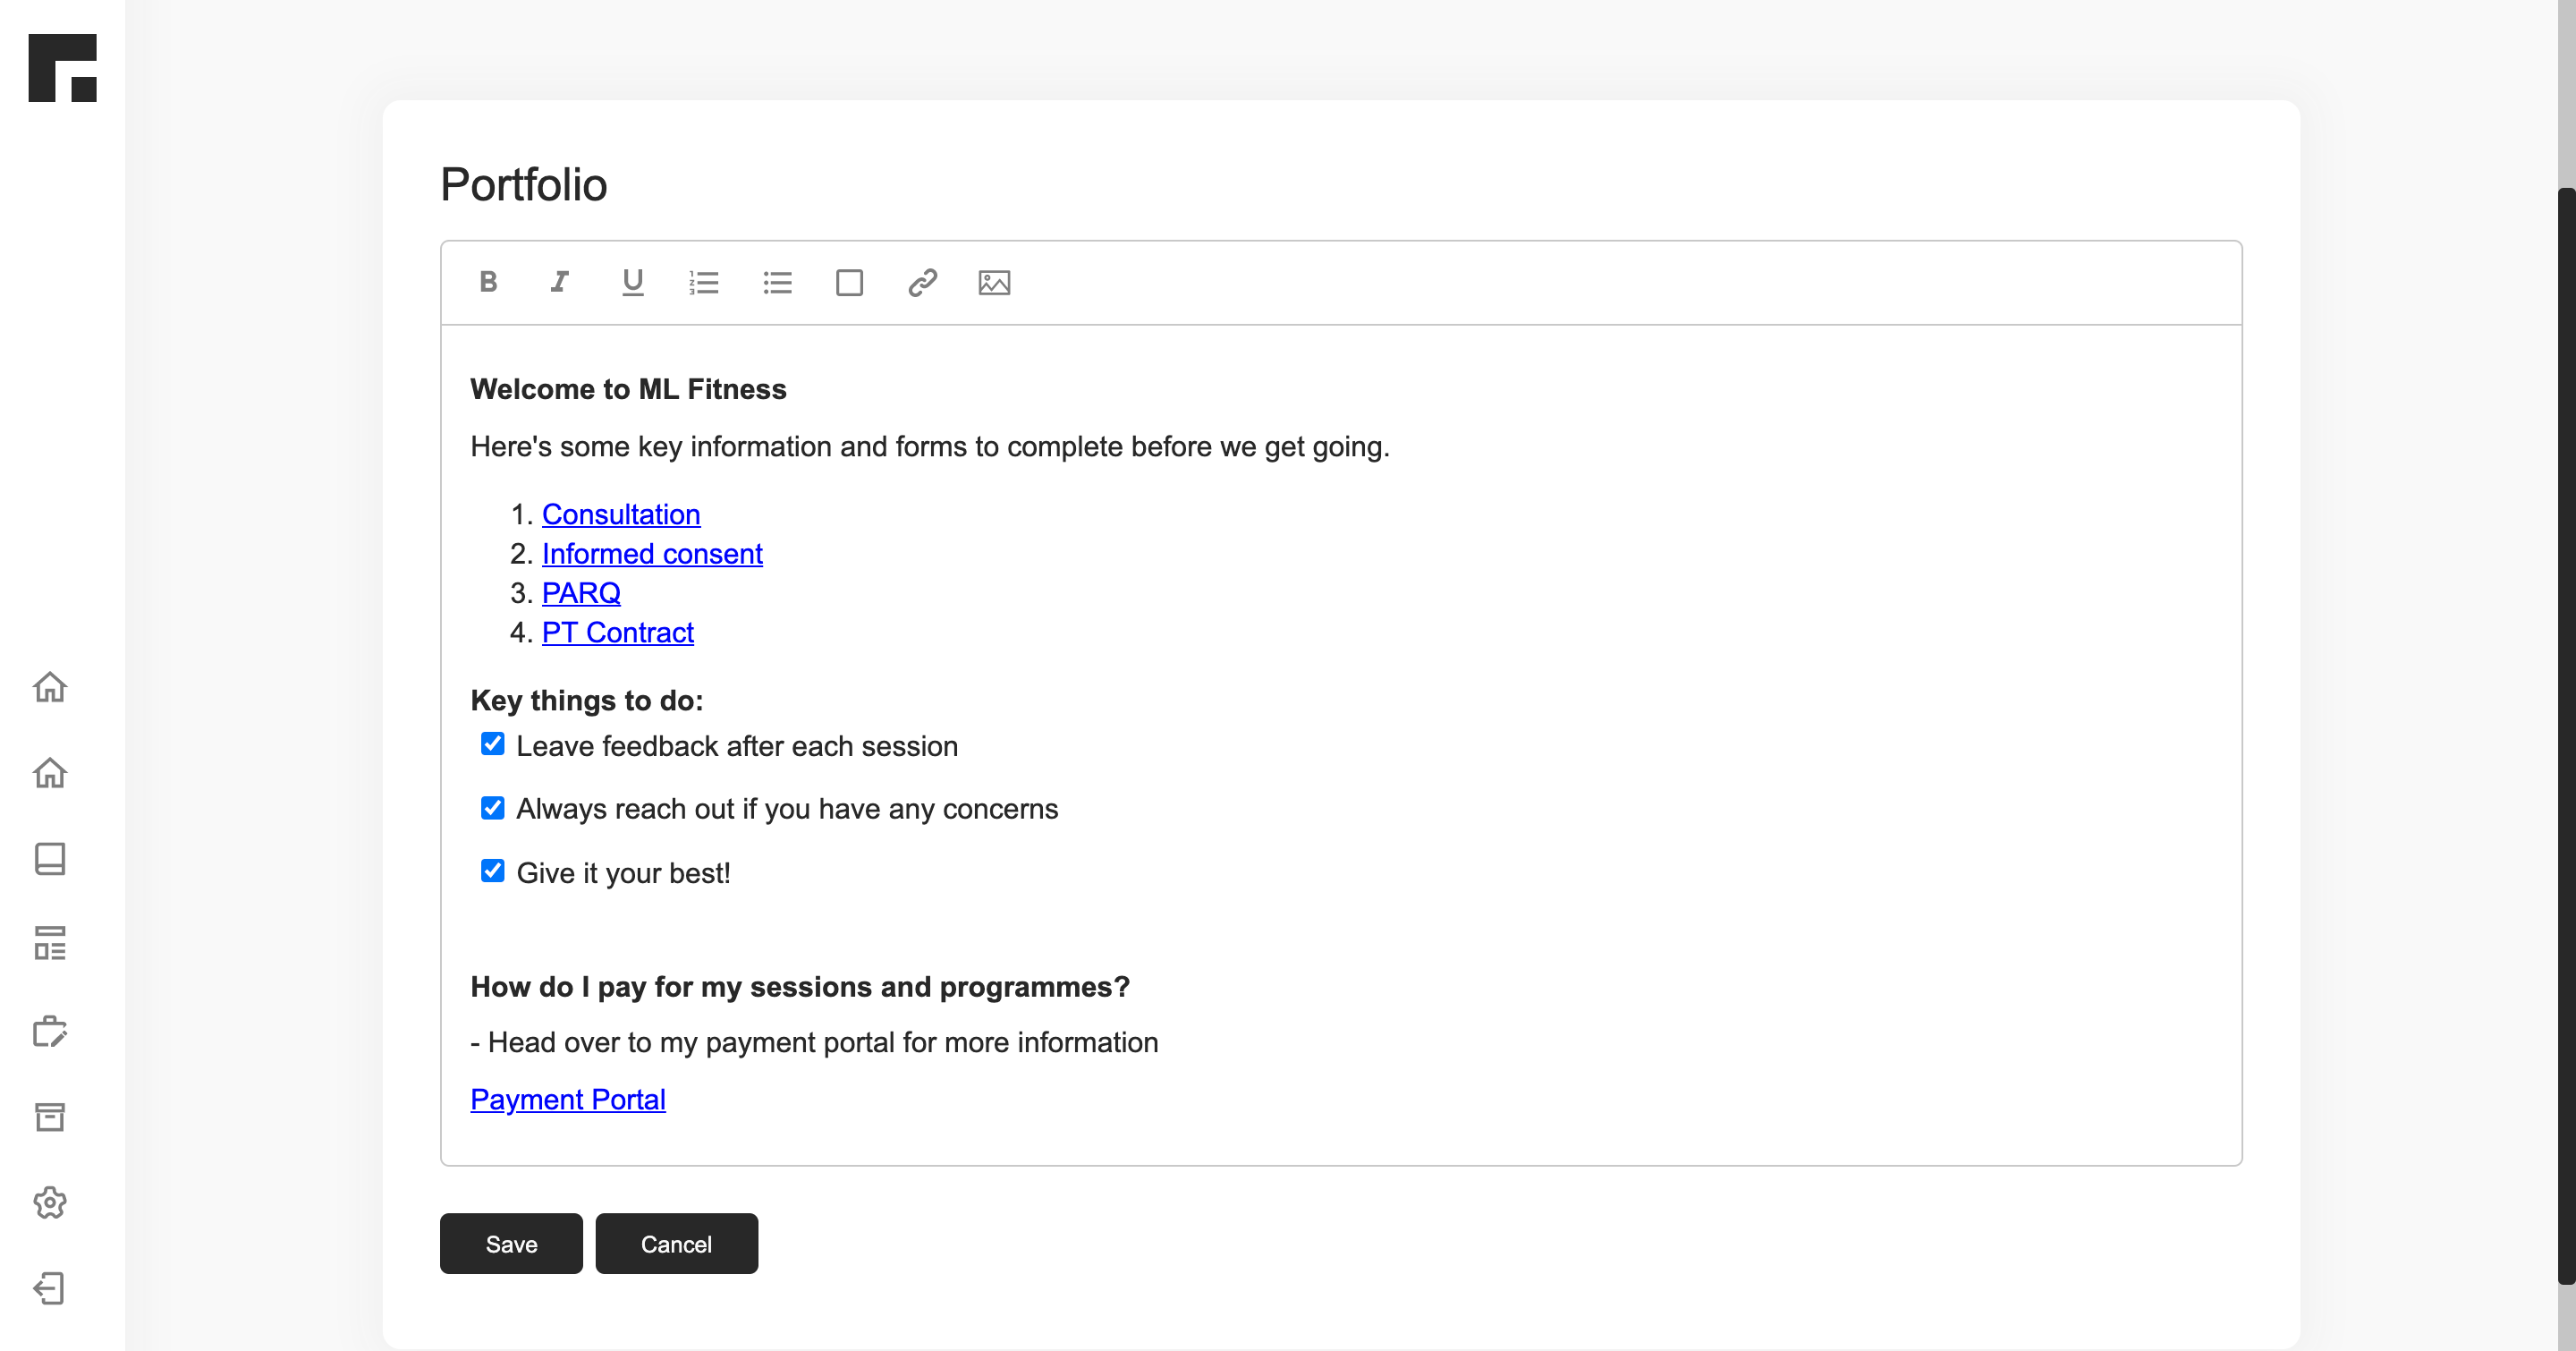 Portfolio
Welcome to ML Fitness
Here's some key information and forms to complete before we get going.
1. Consultation
2. Informed consent
3. PARQ
4. PT Contract
Key things to do:
Leave feedback after each session
Always reach out if you have any concerns
Give it your best!
How do I pay for my sessions and programmes?
- Head over to my payment portal for more information
Payment Portal
Save Cancel